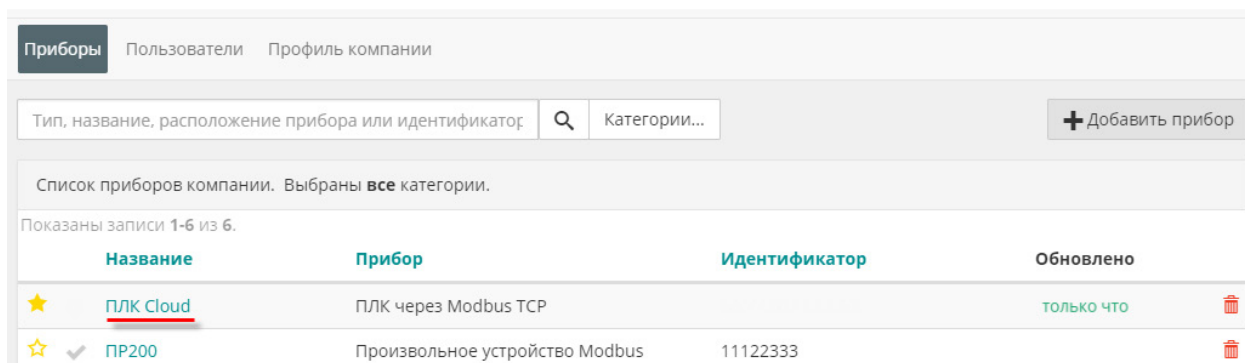 Приборы Пользователи Профиль компании
Тип, название, расположение прибора или идентификатор Категории... Добавить прибор
Список приборов компании. Выбраны все категории.
Показаны записи 1-6 из 6.
Название Прибор Идентификатор Обновлено
ПЛК Cloud ПЛК через Modbus TCP только что
ПР200 Произвольное устройство Modbus 11122333